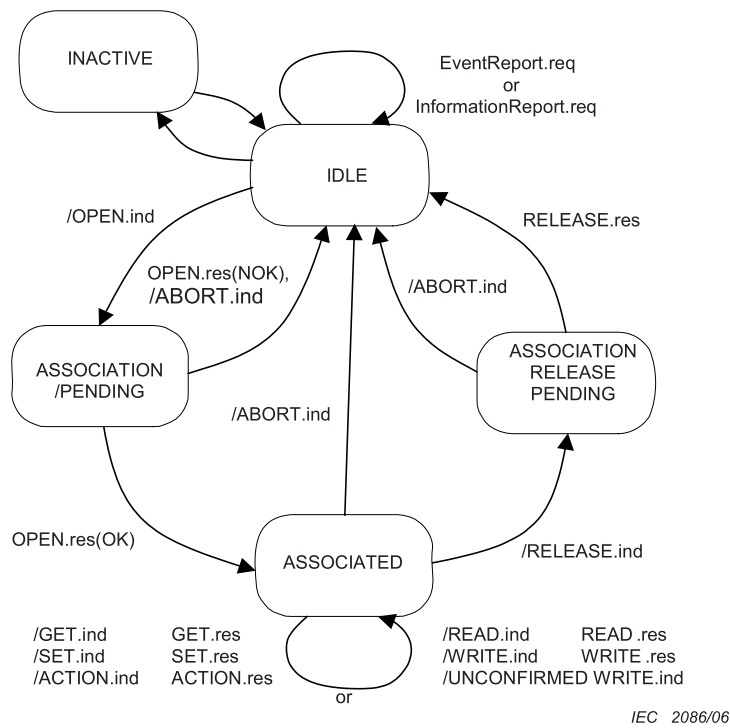 INACTIVE
EventReport.req
or
InformationReport.req
IDLE
/OPEN.ind
RELEASE.res
OPEN.res(NOK),
/ABORT.ind
/ABORT.ind
ASSOCIATION
/PENDING
ASSOCIATION
RELEASE
PENDING
/ABORT.ind
OPEN.res(OK)
/RELEASE.ind
ASSOCIATED
/GET.ind GET.res /READ.ind READ .res
/SET.ind SET.res /WRITE.ind WRITE .res
/ACTION.ind ACTION.res /UNCONFIRMED WRITE.ind
or
IEC 2086/06